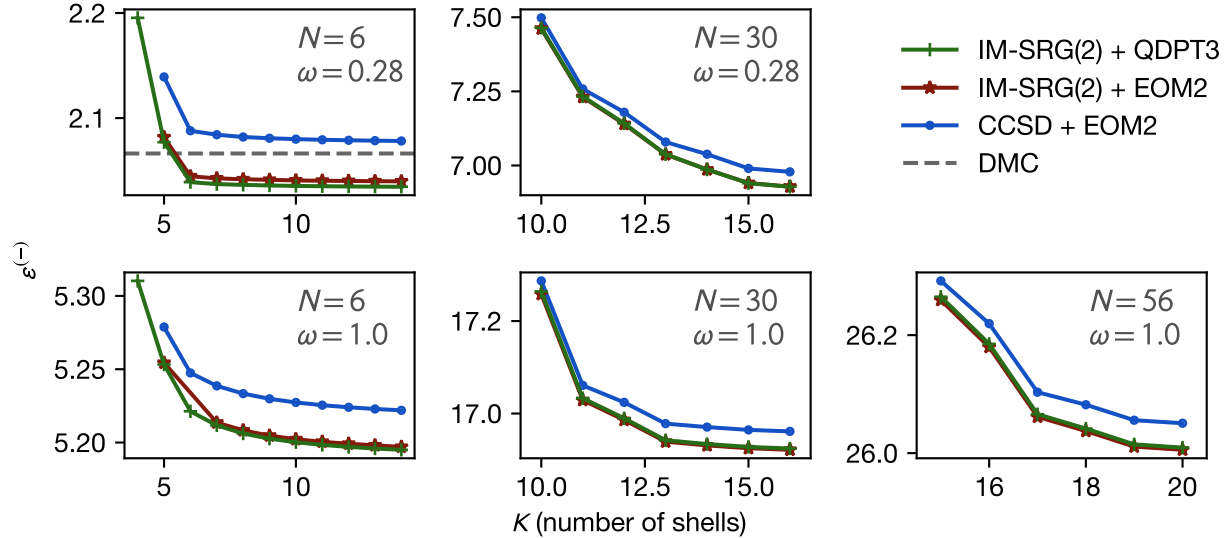 2.2
2.1
5
10
N = 6
ω = 0.28
7.50
7.25
7.00
10.0
12.5
15.0
N = 30
ω = 0.28
IM-SRG(2) + QDPT3
IM-SRG(2) + EOM2
CCSD + EOM2
DMC
ε(−)
5.30
5.25
5.20
5
10
N = 6
ω = 1.0
17.2
17.0
10.0
12.5
15.0
N = 30
ω = 1.0
26.2
26.0
16
18
20
N = 56
ω = 1.0
K (number of shells)